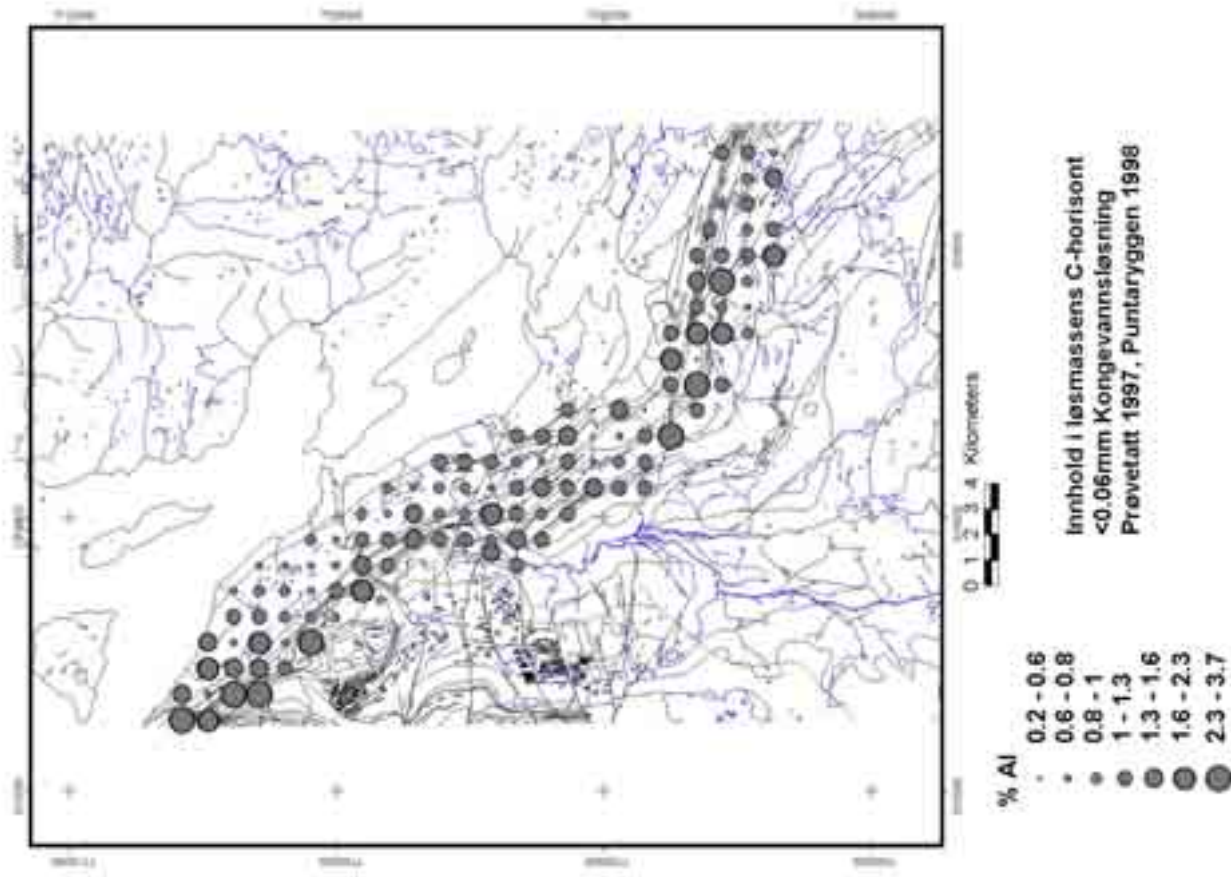 0 1 2 3 4 Kilometers
% Al
0.2 - 0.6
0.6 - 0.8
0.8 - 1
1 - 1.3
1.3 - 1.6
1.6 - 2.3
2.3 - 3.7
Innhold i løsmassens C-horisont
<0.06mm Kongevannsløsning
Prøvetatt 1997, Puntaryggen 1998